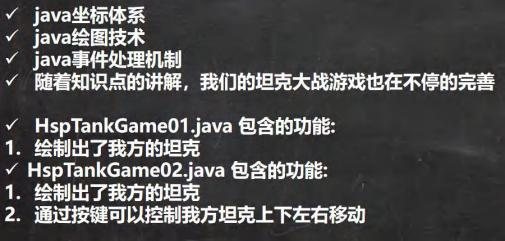 ✓ java坐标体系
✓ java绘图技术
✓ java事件处理机制
✓ 随着知识点的讲解，我们的坦克大战游戏也在不停的完善
✓ HspTankGame01.java 包含的功能:
1. 绘制出了我方的坦克
✓ HspTankGame02.java 包含的功能:
1. 绘制出了我方的坦克
2. 通过按键可以控制我方坦克上下左右移动